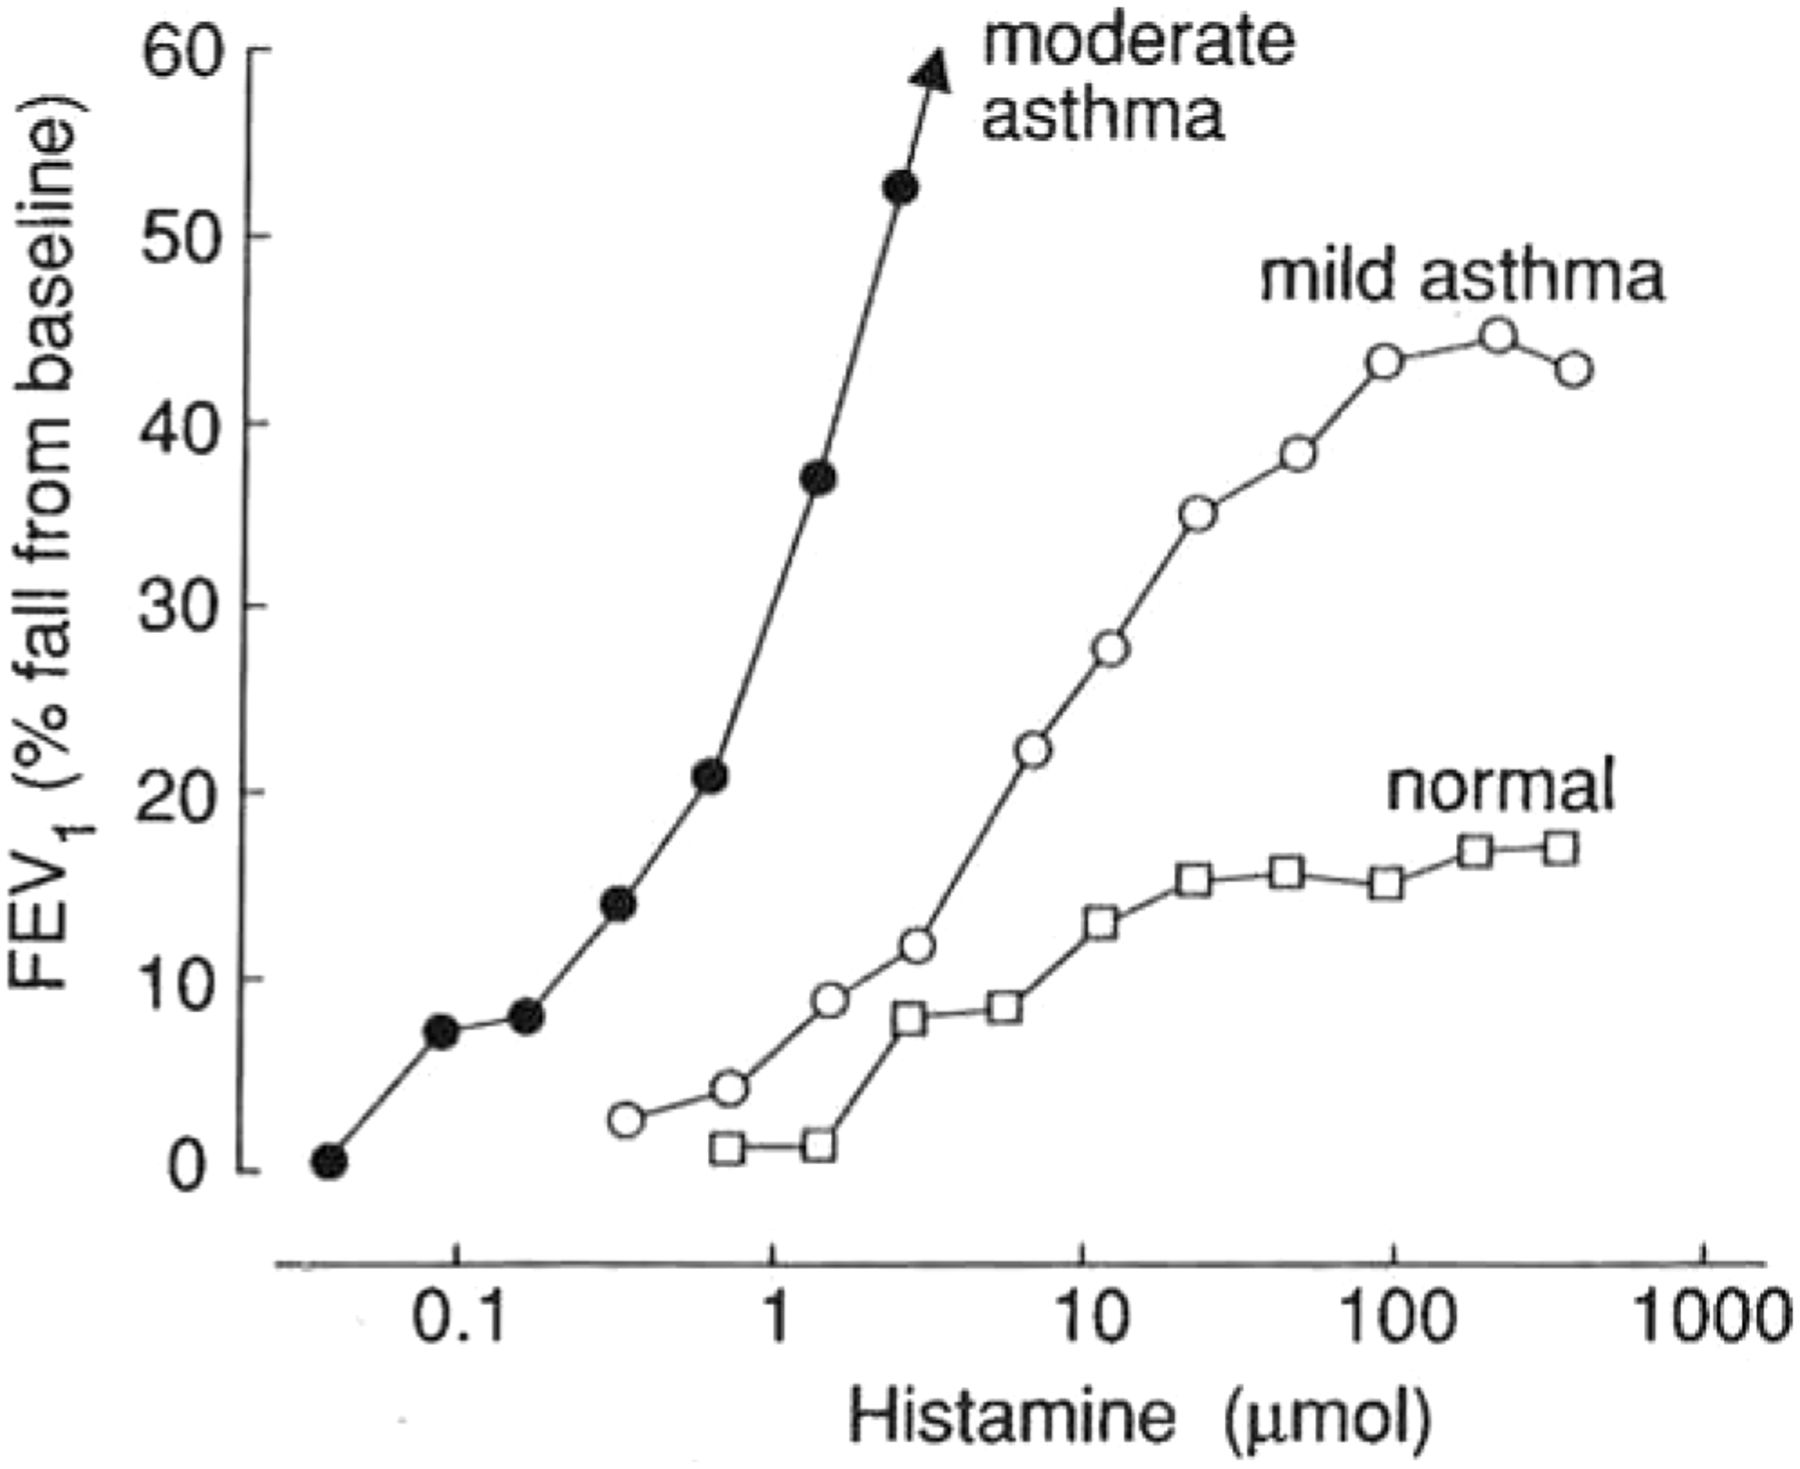 60
50
40
30
20
10
0
FEV1 (% fall from baseline)
moderate
asthma
mild asthma
normal
0.1 1 10 100 1000
Histamine (μmol)